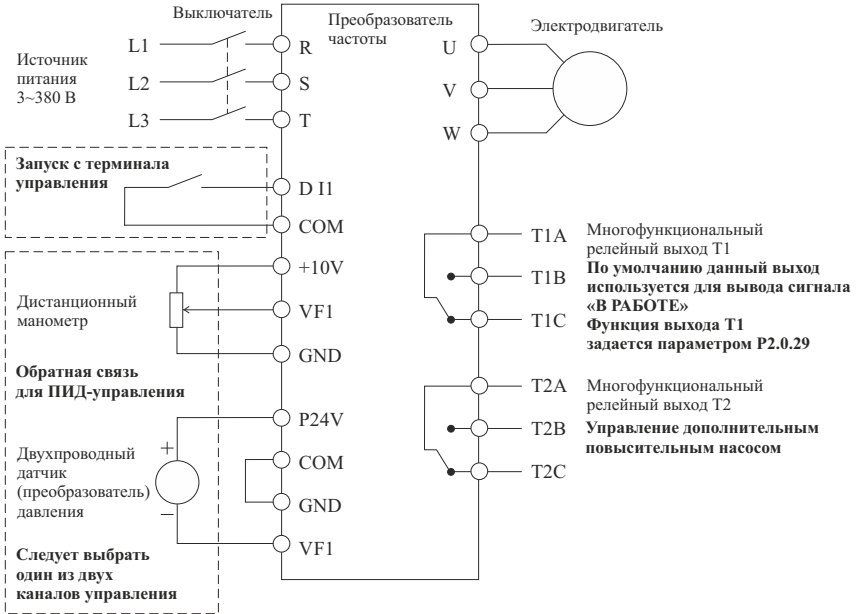 Выключатель
Источник
питания
3~380 В
L1
L2
L3
Преобразователь
частоты
R
S
T
U
V
W
Электродвигатель
Запуск с терминала
управления
D I1
COM
Дистанционный
манометр
+10V
VF1
GND
Обратная связь
для ПИД-управления
Двухпроводный
датчик
(преобразователь)
давления
+
−
P24V
COM
GND
VF1
Следует выбрать
один из двух
каналов управления
T1A
T1B
T1C
Многофункциональный
релейный выход T1
По умолчанию данный выход
используется для вывода сигнала
«В РАБОТЕ»
Функция выхода T1
задается параметром P2.0.29
T2A
T2B
T2C
Многофункциональный
релейный выход T2
Управление дополнительным
повысительным насосом